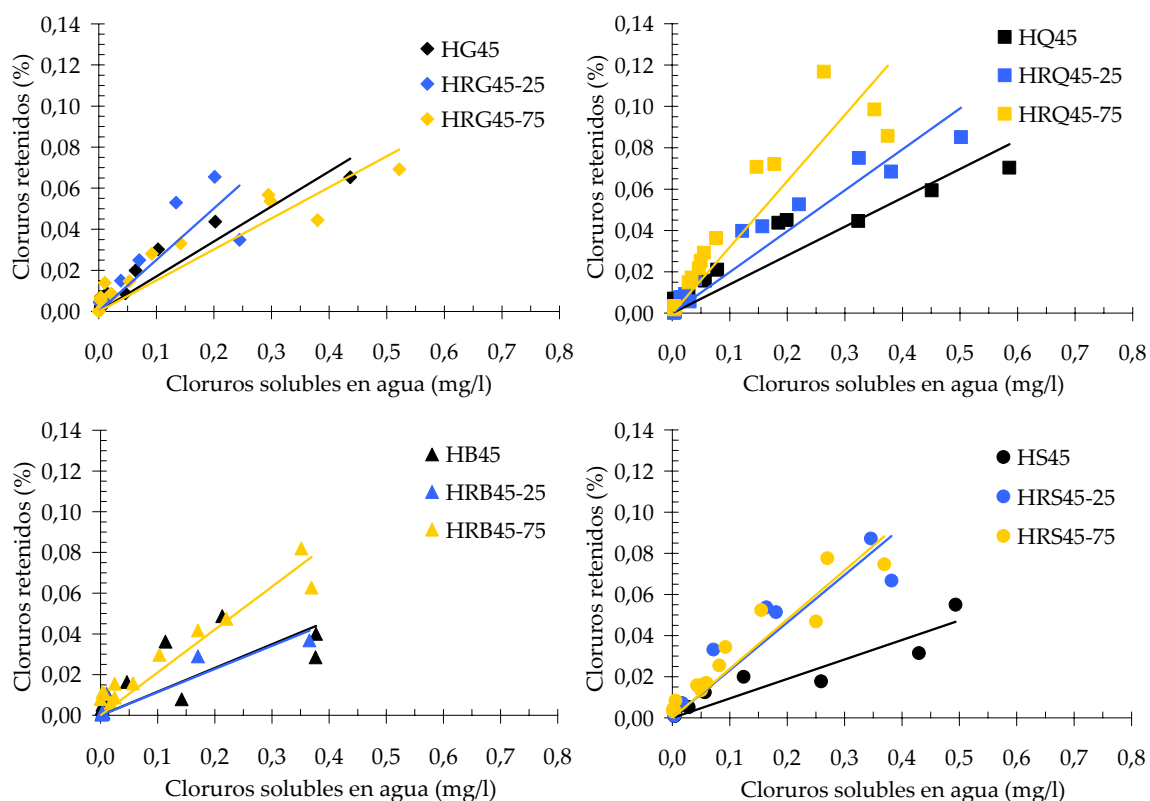 Cloruros retenidos (%)
0,14
0,12
0,10
0,08
0,06
0,04
0,02
0,00
0,0 0,1 0,2 0,3 0,4 0,5 0,6 0,7 0,8
Cloruros solubles en agua (mg/l)
HG45
HRG45-25
HRG45-75
Cloruros retenidos (%)
0,14
0,12
0,10
0,08
0,06
0,04
0,02
0,00
0,0 0,1 0,2 0,3 0,4 0,5 0,6 0,7 0,8
Cloruros solubles en agua (mg/l)
HQ45
HRQ45-25
HRQ45-75
Cloruros retenidos (%)
0,14
0,12
0,10
0,08
0,06
0,04
0,02
0,00
0,0 0,1 0,2 0,3 0,4 0,5 0,6 0,7 0,8
Cloruros solubles en agua (mg/l)
HB45
HRB45-25
HRB45-75
Cloruros retenidos (%)
0,14
0,12
0,10
0,08
0,06
0,04
0,02
0,00
0,0 0,1 0,2 0,3 0,4 0,5 0,6 0,7 0,8
Cloruros solubles en agua (mg/l)
HS45
HRS45-25
HRS45-75